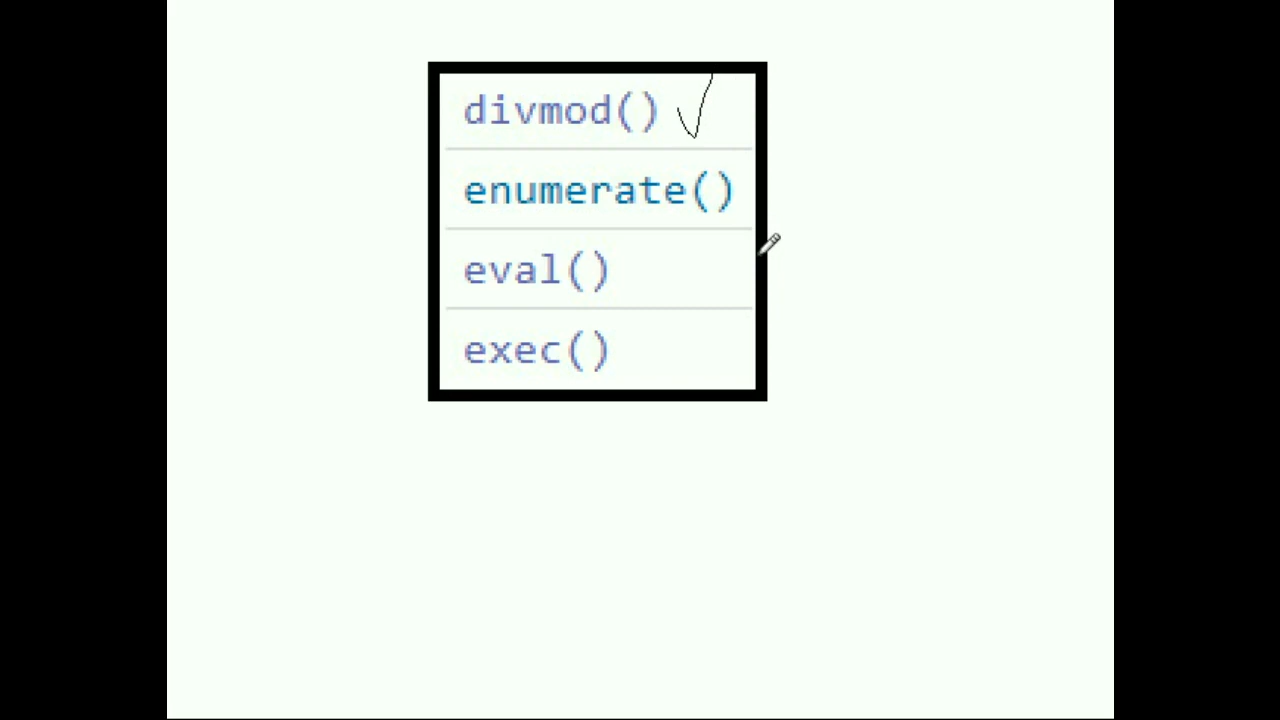 divmod()
enumerate()
eval()
exec()